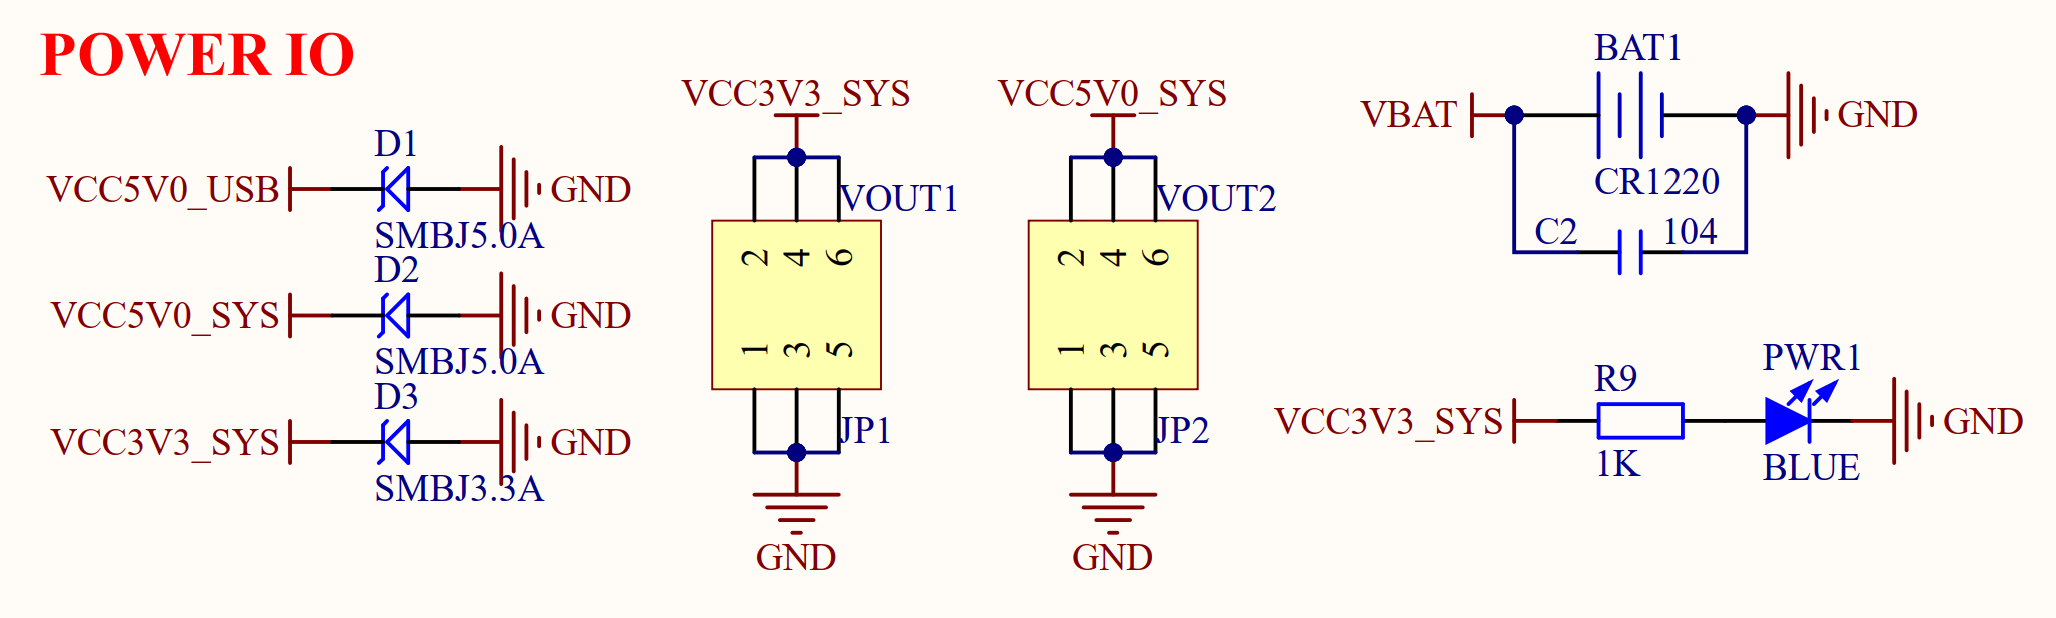 POWER IO
D1
VCC5V0_USB
GND
SMBJ5.0A
D2
VCC5V0_SYS
GND
SMBJ5.0A
D3
VCC3V3_SYS
GND
SMBJ3.3A
VCC3V3_SYS
VOUT1
2 4 6
1 3 5
JP1
GND
VCC5V0_SYS
VOUT2
2 4 6
1 3 5
JP2
GND
BAT1
VBAT
GND
CR1220
C2 104
PWR1
R9
VCC3V3_SYS
GND
1K
BLUE